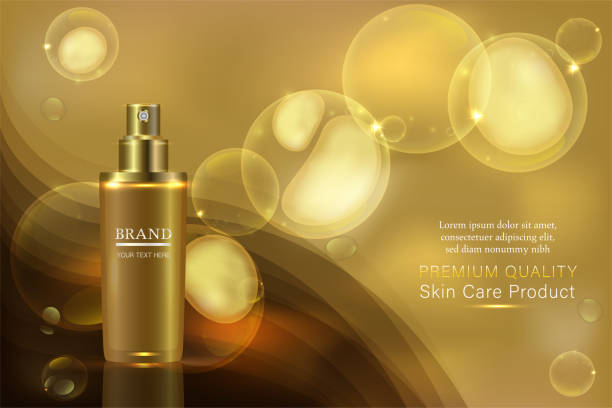 BRAND
YOUR TEXT HERE
Lorem ipsum dolor sit amet,
consectetuer adipiscing elit,
diam nonummy nibh
PREMIUM QUALITY
Skin Care Product